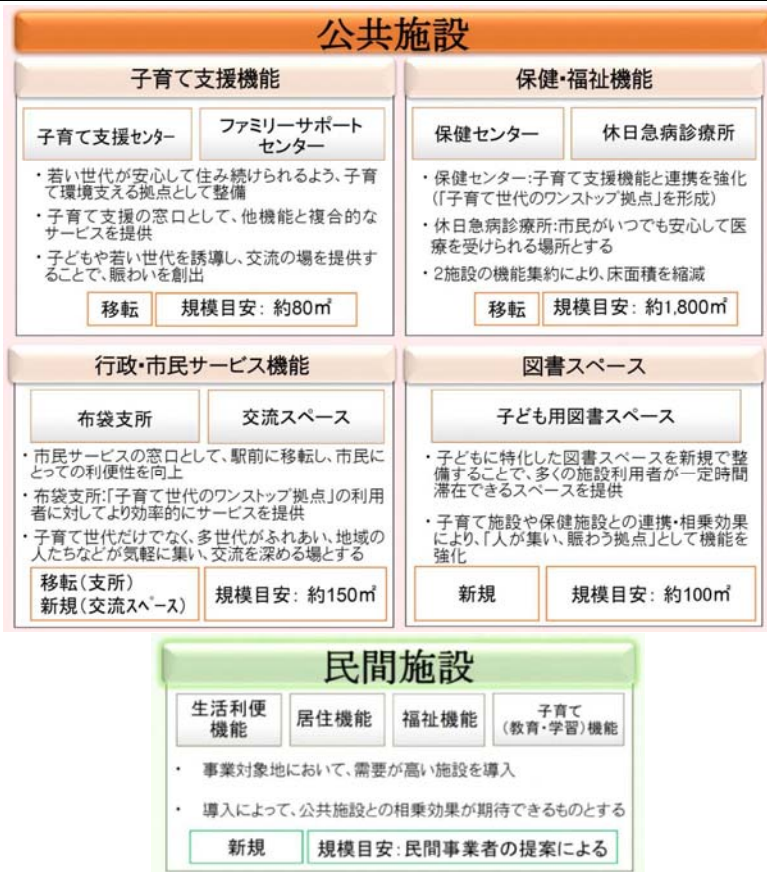 公共施設
子育て支援機能
子育て支援センター
ファミリーサポート
センター
・若い世代が安心して住み続けられるよう、子育
て環境支える拠点として整備
・子育て支援の窓口として、他機能と複合的な
サービスを提供
・子どもや若い世代を誘導し、交流の場を提供す
ることで、賑わいを創出
移転
規模目安：約80㎡
保健・福祉機能
保健センター
休日急病診療所
・保健センター:子育て支援機能と連携を強化
(「子育て世代のワンストップ拠点」を形成)
・休日急病診療所:市民がいつでも安心して医
療を受けられる場所とする
・2施設の機能集約により、床面積を縮減
移転
規模目安：約1,800㎡
行政・市民サービス機能
布袋支所
交流スペース
・市民サービスの窓口として、駅前に移転し、市民に
とっての利便性を向上
・布袋支所:「子育て世代のワンストップ拠点」の利用
者に対してより効率的にサービスを提供
・子育て世代だけでなく、多世代がふれあい、地域の
人たちなどが気軽に集い、交流を深める場とする
移転(支所)
新規(交流スペース)
規模目安：約150㎡
図書スペース
子ども用図書スペース
・子どもに特化した図書スペースを新規で整
備することで、多くの施設利用者が一定時間
滞在できるスペースを提供
・子育て施設や保健施設との連携・相乗効果
により、「人が集い、賑わう拠点」として機能を
強化
新規
規模目安：約100㎡
民間施設
生活利便
機能
居住機能
福祉機能
子育て
(教育・学習)機能
・ 事業対象地において、需要が高い施設を導入
・ 導入によって、公共施設との相乗効果が期待できるものとする
新規
規模目安：民間事業者の提案による